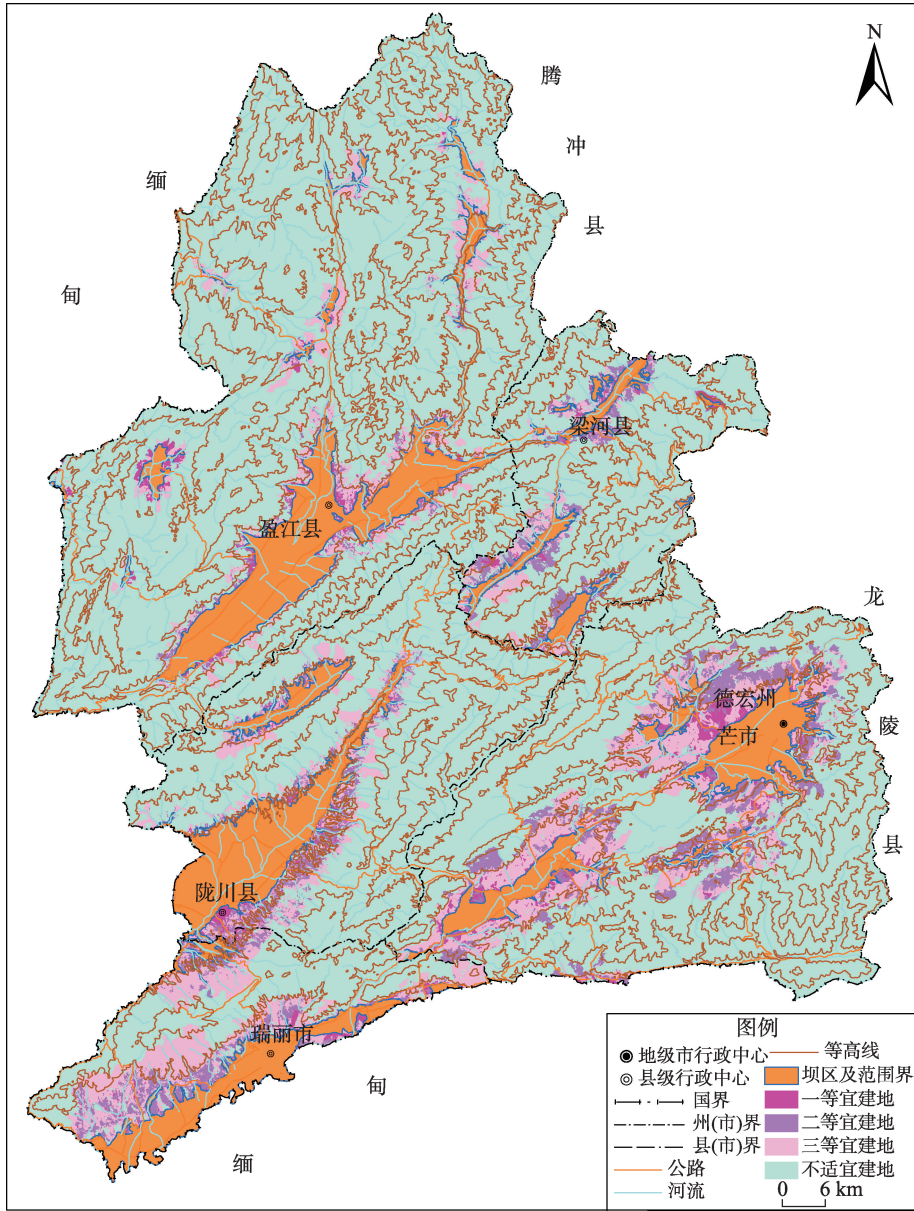 N
腾
冲
县
缅
甸
梁河县
盈江县
龙
陵
县
德宏州
芒市
陇川县
瑞丽市
缅
甸
图例
地级市行政中心
县级行政中心
国界
州(市)界
县(市)界
公路
河流
等高线
坝区及范围界
一等宜建地
二等宜建地
三等宜建地
不适宜建地
0 6 km